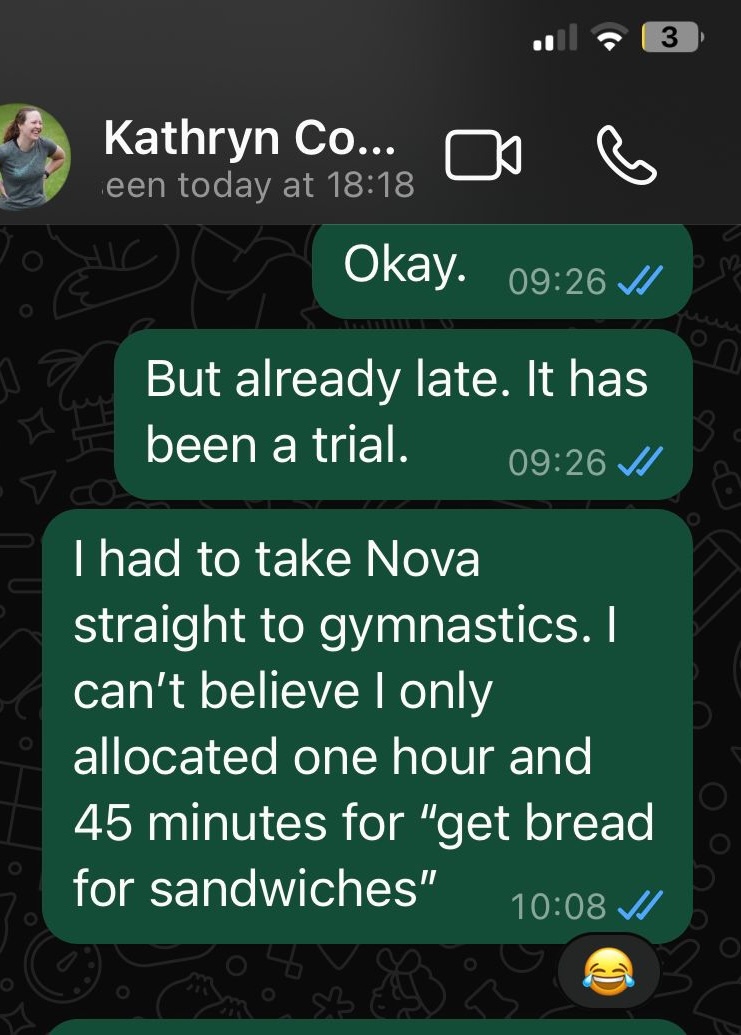 3
Kathryn Co...
een today at 18:18
Okay.
09:26
But already late. It has
been a trial.
09:26
I had to take Nova
straight to gymnastics. I
can’t believe I only
allocated one hour and
45 minutes for “get bread
for sandwiches”
10:08